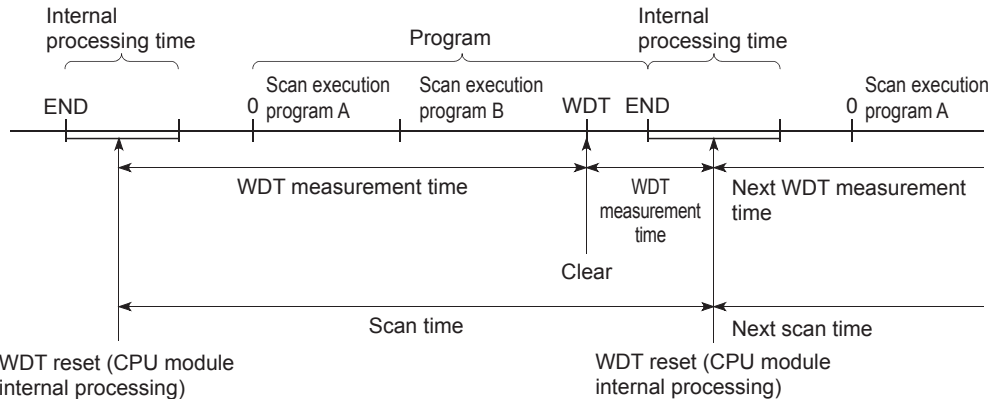 Internal
processing time
Program
Internal
processing time
END
0
Scan execution
program A
Scan execution
program B
WDT
END
0
Scan execution
program A
WDT measurement time
WDT
measurement
time
Next WDT measurement
time
Clear
Scan time
Next scan time
WDT reset (CPU module
internal processing)
WDT reset (CPU module
internal processing)